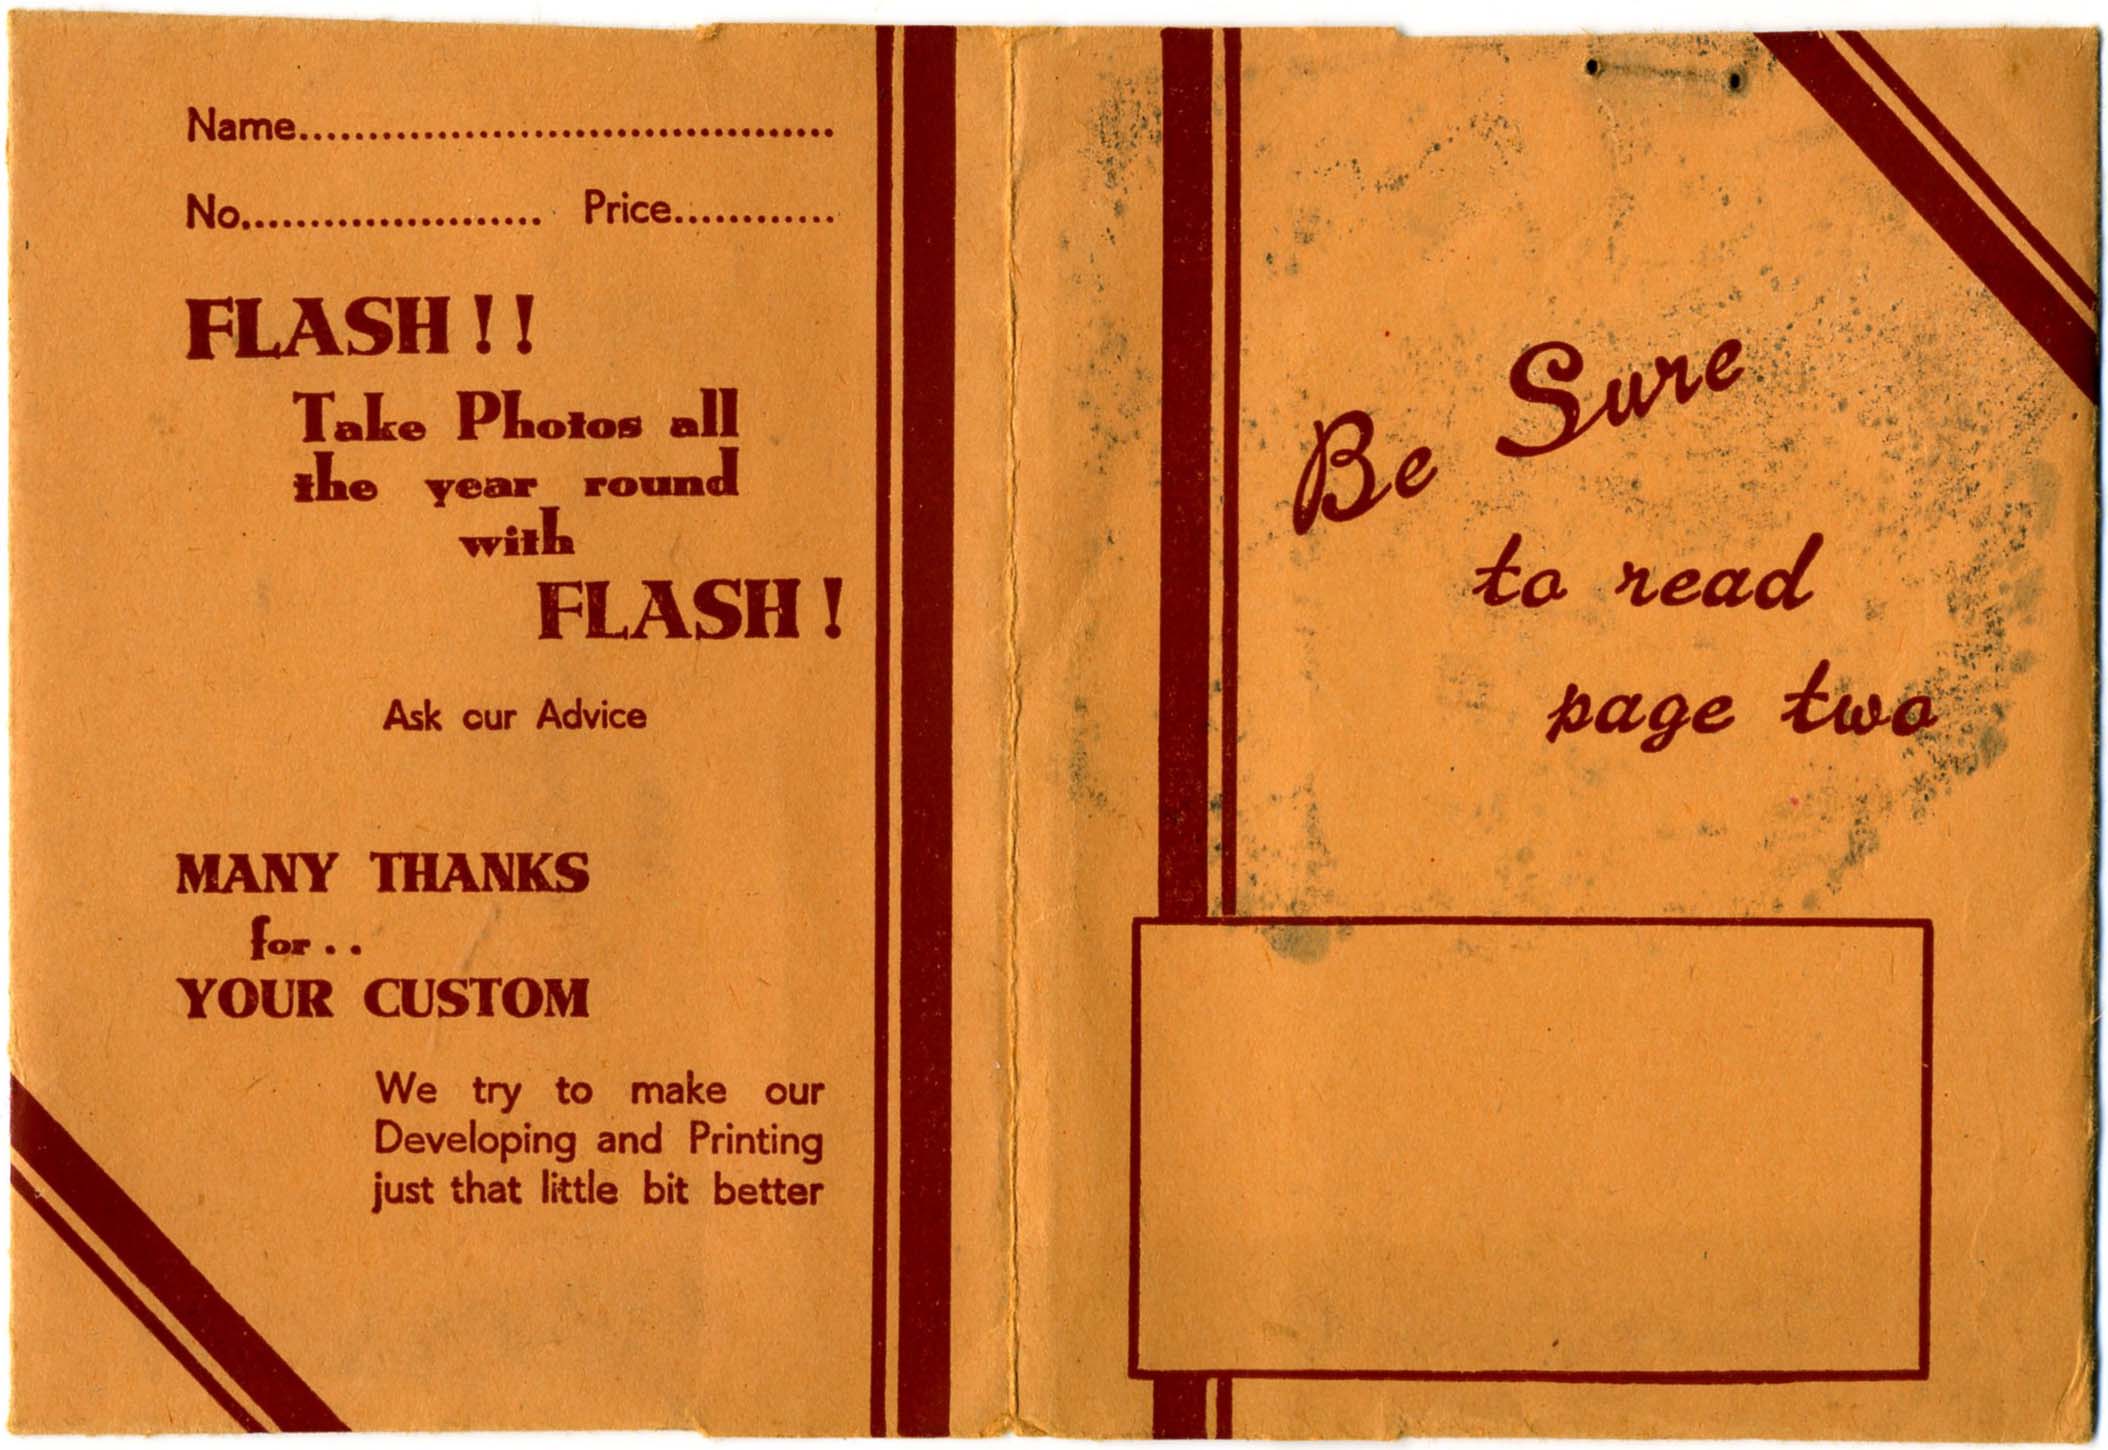 Name.......................................
No...................... Price............
FLASH!!
Take Photos all
the year round
with
FLASH!
Ask our Advice
MANY THANKS
for..
YOUR CUSTOM
We try to make our
Developing and Printing
just that little bit better
Be Sure
to read
page two